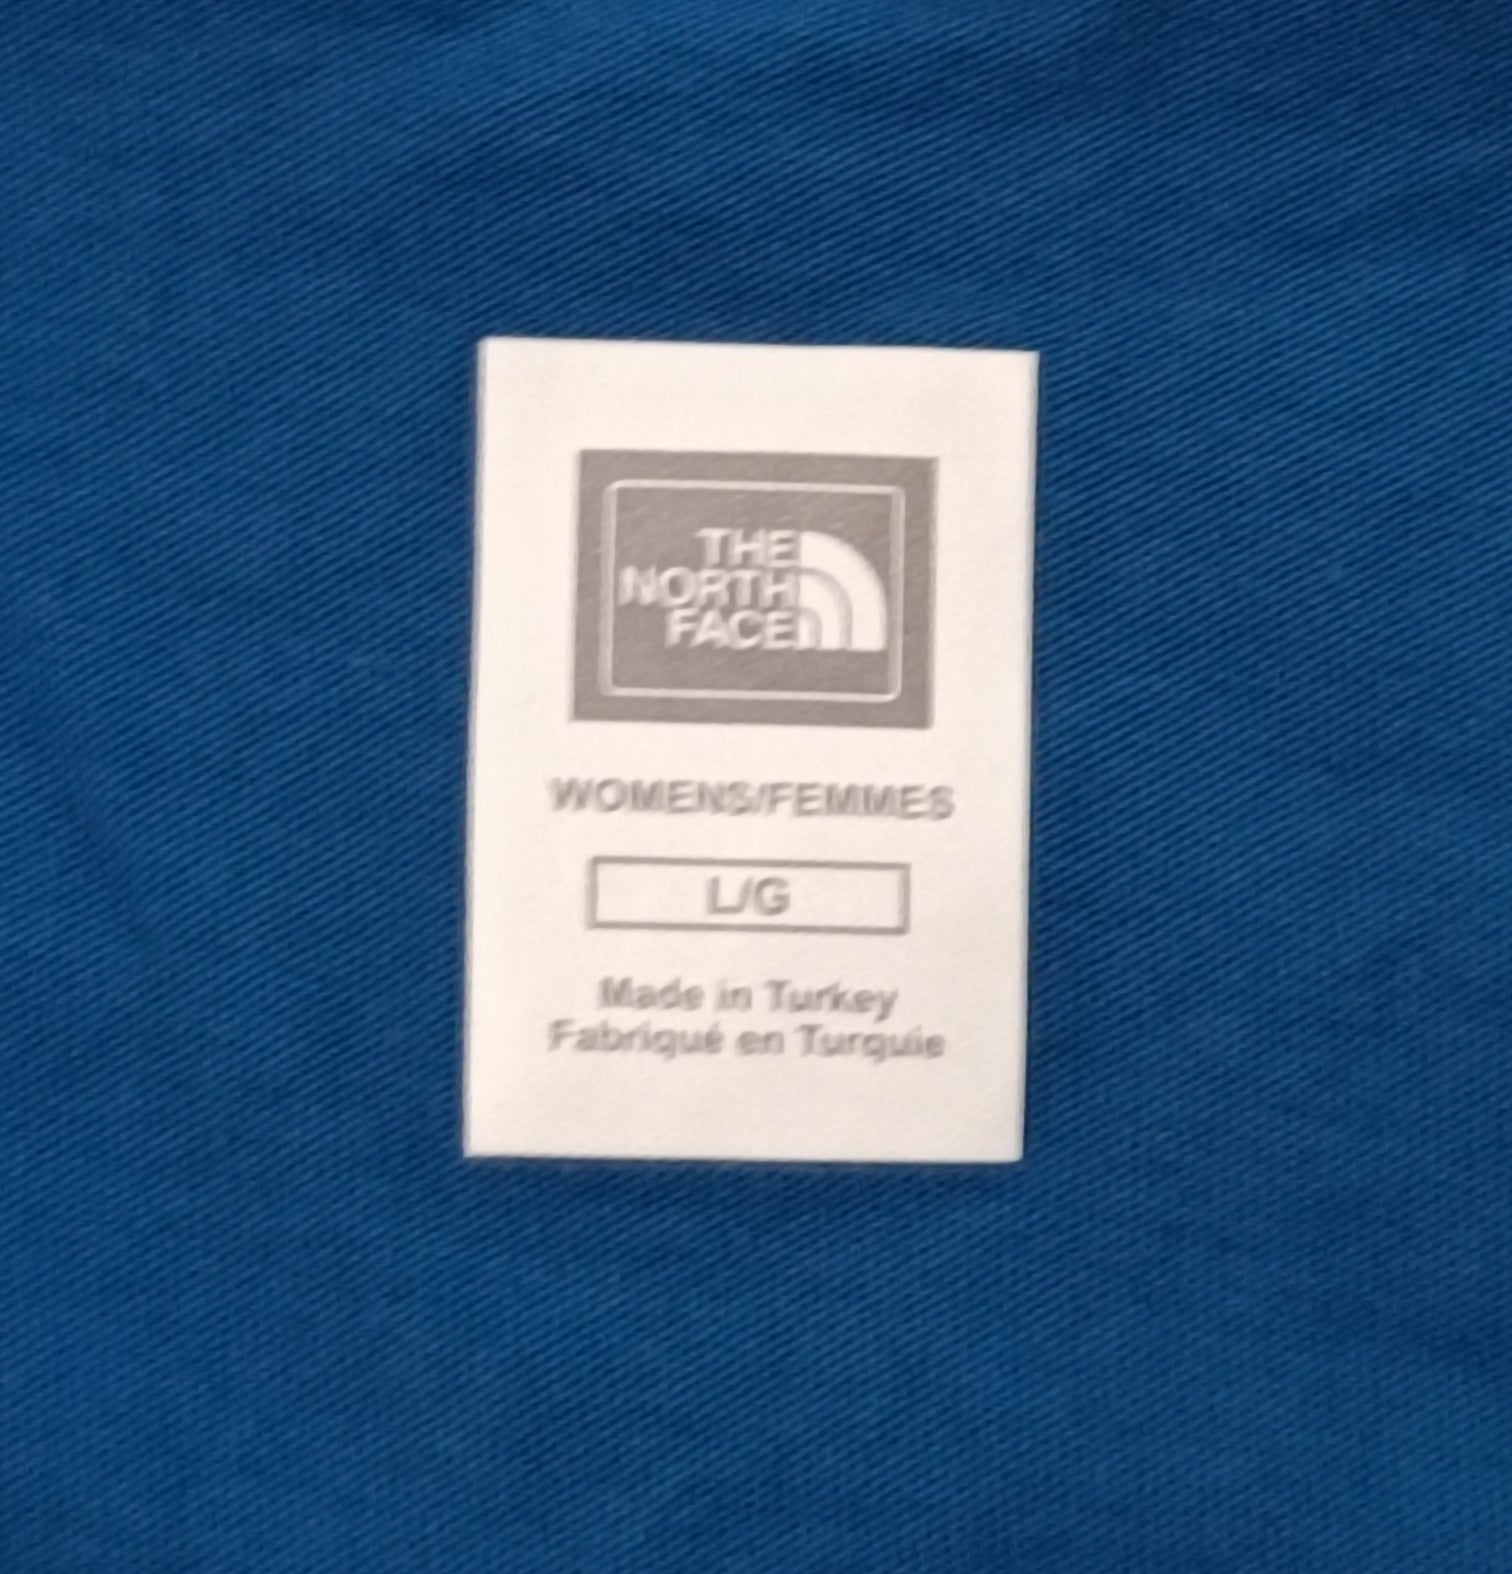 THE
NORTH
FACE
WOMENS/FEMMES
L/G
Made in Turkey
Fabriqué en Turquie